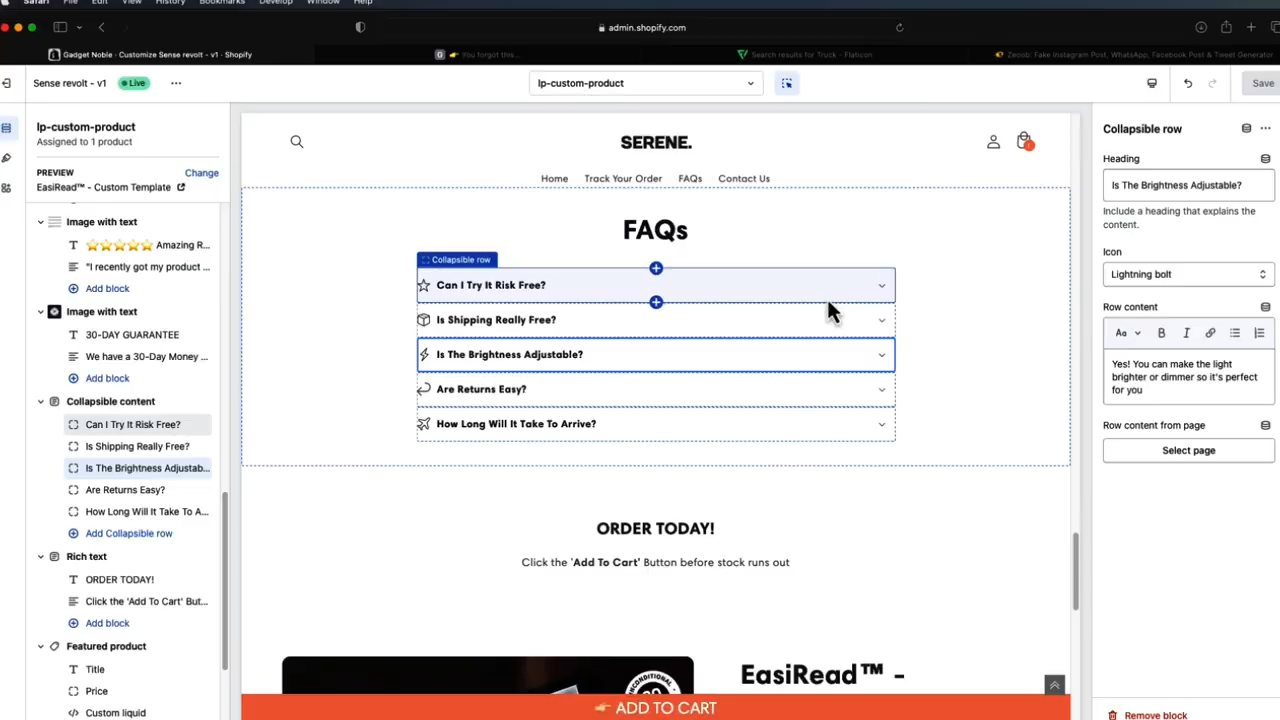 Safari File Edit View History Bookmarks Develop Window Help
admin.shopify.com
Gadget Noble · Customize Sense revolt - v1 · Shopify
You forgot this...
Search results for Truck - Flaticon
Zeoob: Fake Instagram Post, WhatsApp, Facebook Post & Tweet Generator
Sense revolt - v1
Live
lp-custom-product
Save
lp-custom-product
Assigned to 1 product
PREVIEW
Change
EasiRead™ - Custom Template
Image with text
⭐⭐⭐⭐⭐ Amazing R...
"I recently got my product ...
Add block
Image with text
30-DAY GUARANTEE
We have a 30-Day Money ...
Add block
Collapsible content
Can I Try It Risk Free?
Is Shipping Really Free?
Is The Brightness Adjustab...
Are Returns Easy?
How Long Will It Take To A...
Add Collapsible row
Rich text
ORDER TODAY!
Click the 'Add To Cart' But...
Add block
Featured product
Title
Price
Custom liquid
SERENE.
Home Track Your Order FAQs Contact Us
FAQs
Collapsible row
Can I Try It Risk Free?
Is Shipping Really Free?
Is The Brightness Adjustable?
Are Returns Easy?
How Long Will It Take To Arrive?
ORDER TODAY!
Click the 'Add To Cart' Button before stock runs out
UNCONDITIONAL
EasiRead™ -
👉 ADD TO CART
Collapsible row
Heading
Is The Brightness Adjustable?
Include a heading that explains the
content.
Icon
Lightning bolt
Row content
Aa B I
Yes! You can make the light
brighter or dimmer so it's perfect
for you
Row content from page
Select page
Remove block